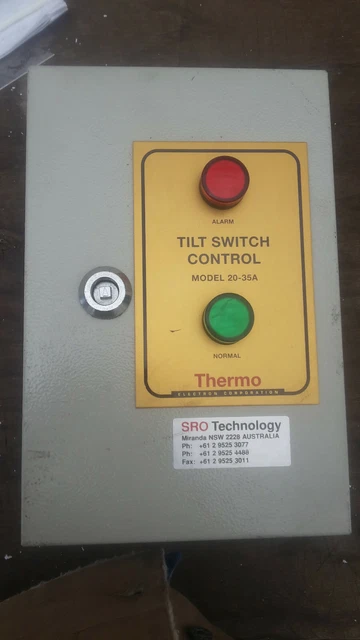 ALARM
TILT SWITCH
CONTROL
MODEL 20-35A
NORMAL
Thermo
ELECTRON CORPORATION
SRO Technology
Miranda NSW 2228 AUSTRALIA
Ph: +61 2 9525 3077
Ph: +61 2 9525 4488
Fax: +61 2 9525 3011